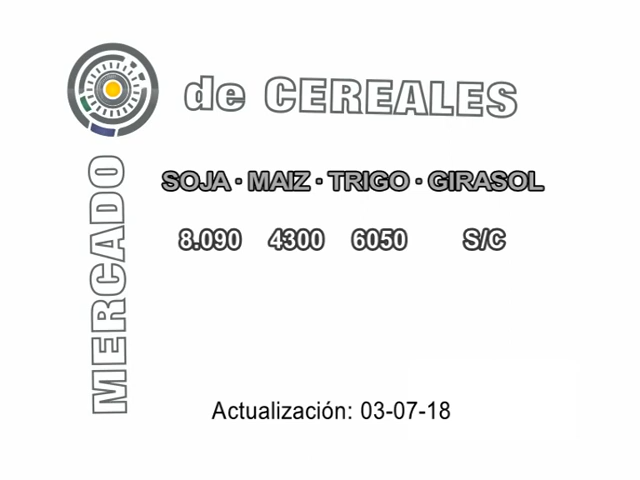 MERCADO
de CEREALES
SOJA · MAIZ · TRIGO · GIRASOL
8.090 4300 6050 S/C
Actualización: 03-07-18